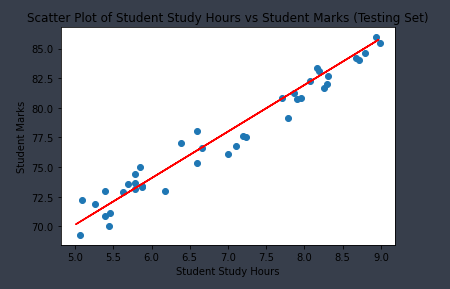 Scatter Plot of Student Study Hours vs Student Marks (Testing Set)
85.0
82.5
80.0
77.5
75.0
72.5
70.0
Student Marks
5.0 5.5 6.0 6.5 7.0 7.5 8.0 8.5 9.0
Student Study Hours